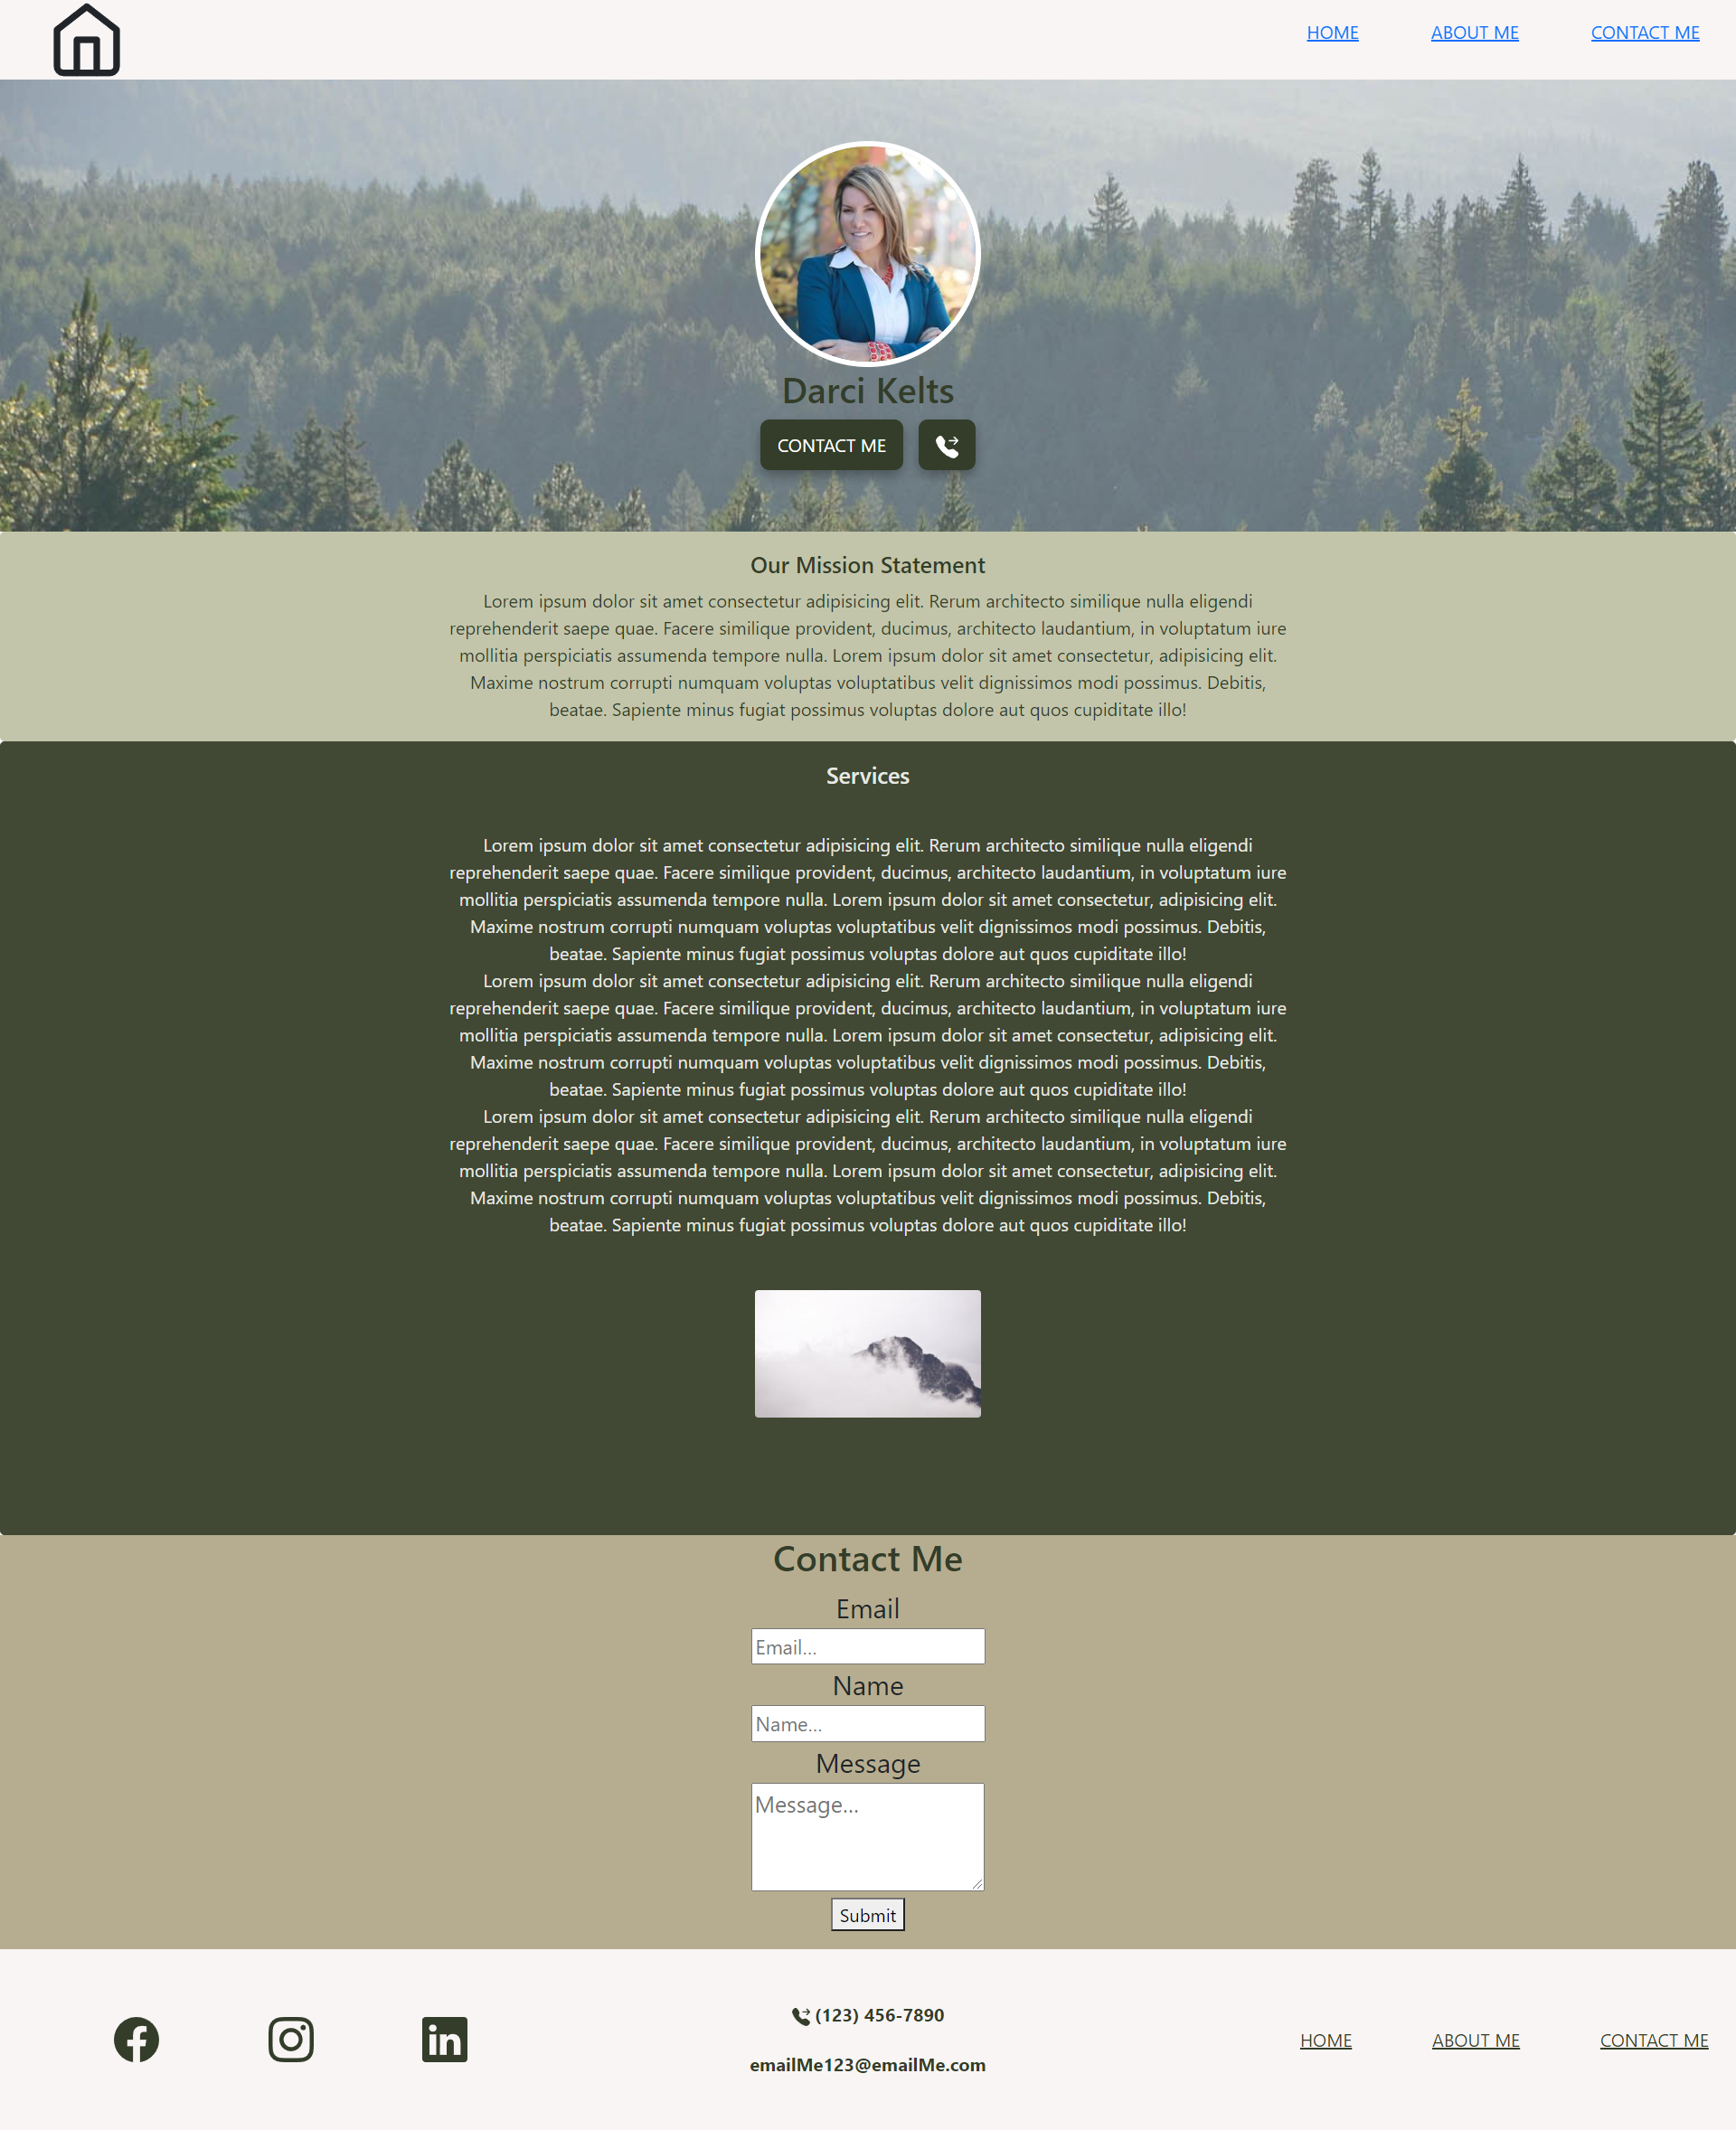 HOME ABOUT ME CONTACT ME
Darci Kelts
CONTACT ME
Our Mission Statement
Lorem ipsum dolor sit amet consectetur adipisicing elit. Rerum architecto similique nulla eligendi
reprehenderit saepe quae. Facere similique provident, ducimus, architecto laudantium, in voluptatum iure
mollitia perspiciatis assumenda tempore nulla. Lorem ipsum dolor sit amet consectetur, adipisicing elit.
Maxime nostrum corrupti numquam voluptas voluptatibus velit dignissimos modi possimus. Debitis,
beatae. Sapiente minus fugiat possimus voluptas dolore aut quos cupiditate illo!
Services
Lorem ipsum dolor sit amet consectetur adipisicing elit. Rerum architecto similique nulla eligendi
reprehenderit saepe quae. Facere similique provident, ducimus, architecto laudantium, in voluptatum iure
mollitia perspiciatis assumenda tempore nulla. Lorem ipsum dolor sit amet consectetur, adipisicing elit.
Maxime nostrum corrupti numquam voluptas voluptatibus velit dignissimos modi possimus. Debitis,
beatae. Sapiente minus fugiat possimus voluptas dolore aut quos cupiditate illo!
Lorem ipsum dolor sit amet consectetur adipisicing elit. Rerum architecto similique nulla eligendi
reprehenderit saepe quae. Facere similique provident, ducimus, architecto laudantium, in voluptatum iure
mollitia perspiciatis assumenda tempore nulla. Lorem ipsum dolor sit amet consectetur, adipisicing elit.
Maxime nostrum corrupti numquam voluptas voluptatibus velit dignissimos modi possimus. Debitis,
beatae. Sapiente minus fugiat possimus voluptas dolore aut quos cupiditate illo!
Lorem ipsum dolor sit amet consectetur adipisicing elit. Rerum architecto similique nulla eligendi
reprehenderit saepe quae. Facere similique provident, ducimus, architecto laudantium, in voluptatum iure
mollitia perspiciatis assumenda tempore nulla. Lorem ipsum dolor sit amet consectetur, adipisicing elit.
Maxime nostrum corrupti numquam voluptas voluptatibus velit dignissimos modi possimus. Debitis,
beatae. Sapiente minus fugiat possimus voluptas dolore aut quos cupiditate illo!
Contact Me
Email
Email...
Name
Name...
Message
Message...
Submit
(123) 456-7890
emailMe123@emailMe.com
HOME ABOUT ME CONTACT ME